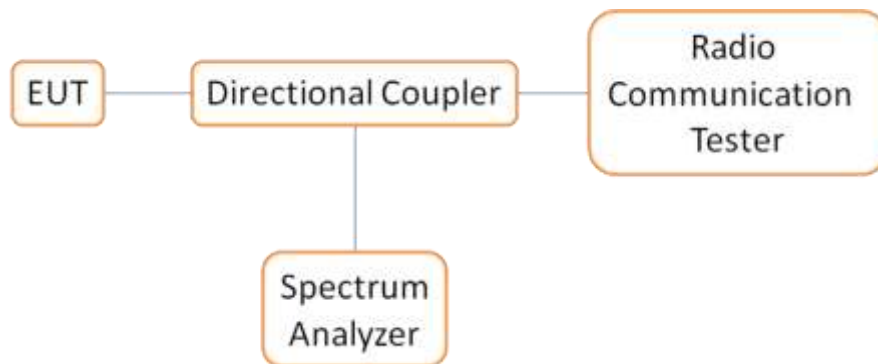 EUT
Directional Coupler
Radio
Communication
Tester
Spectrum
Analyzer